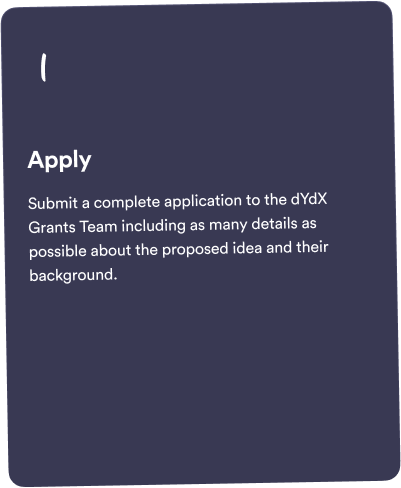 1
Apply
Submit a complete application to the dYdX
Grants Team including as many details as
possible about the proposed idea and their
background.